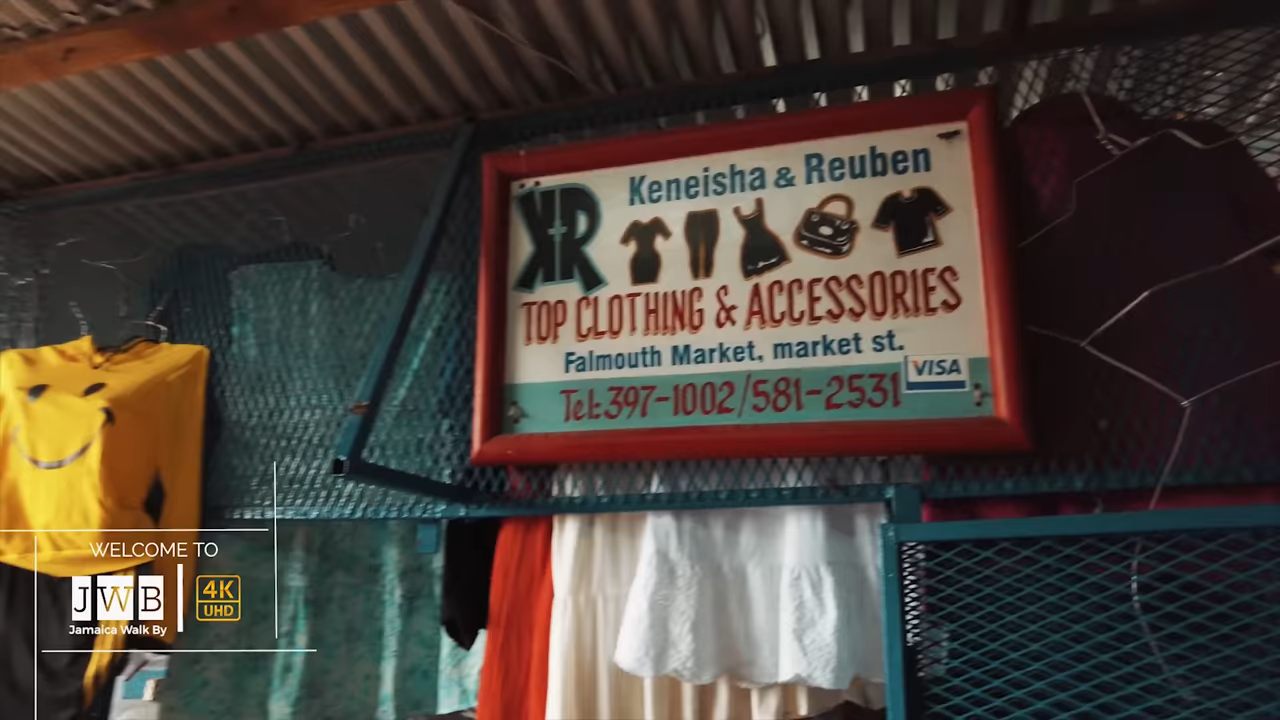 Keneisha & Reuben
KR
TOP CLOTHING & ACCESSORIES
Falmouth Market, market st.
VISA
Tel:397-1002/581-2531
WELCOME TO
JWB
4K
UHD
Jamaica Walk By